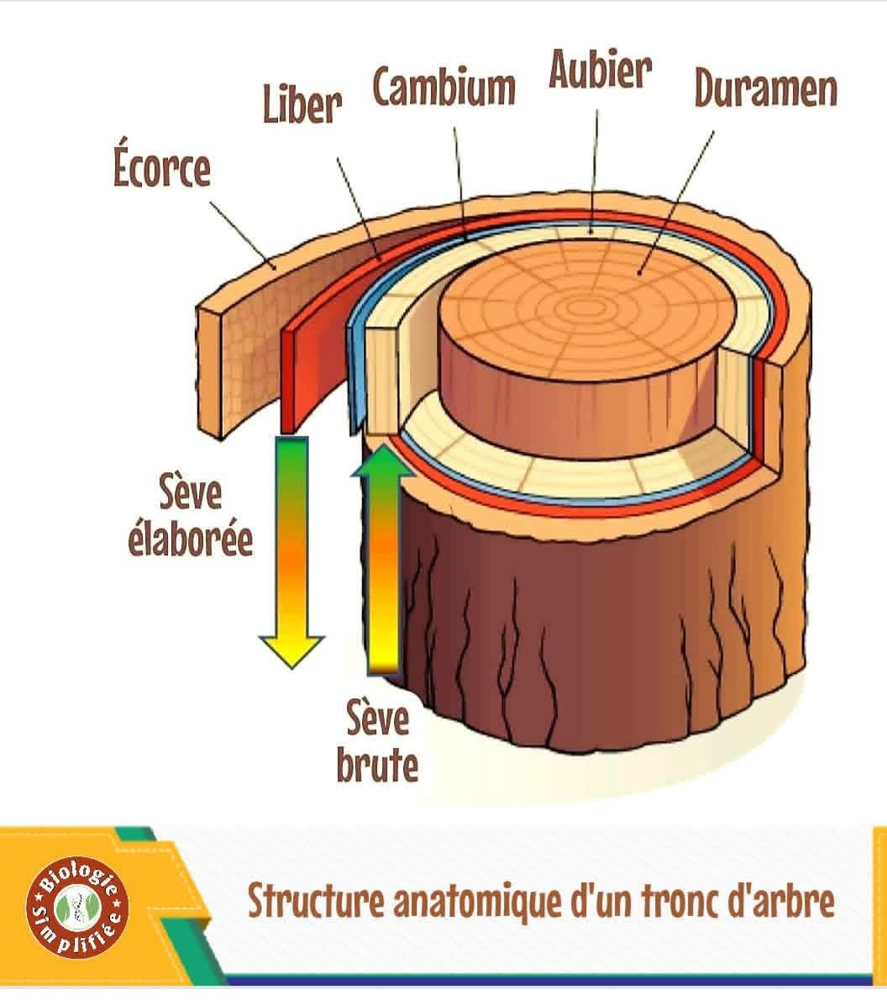 Écorce
Liber
Cambium
Aubier
Duramen
Sève
élaborée
Sève
brute
Biologie
Simplifiée
Structure anatomique d'un tronc d'arbre